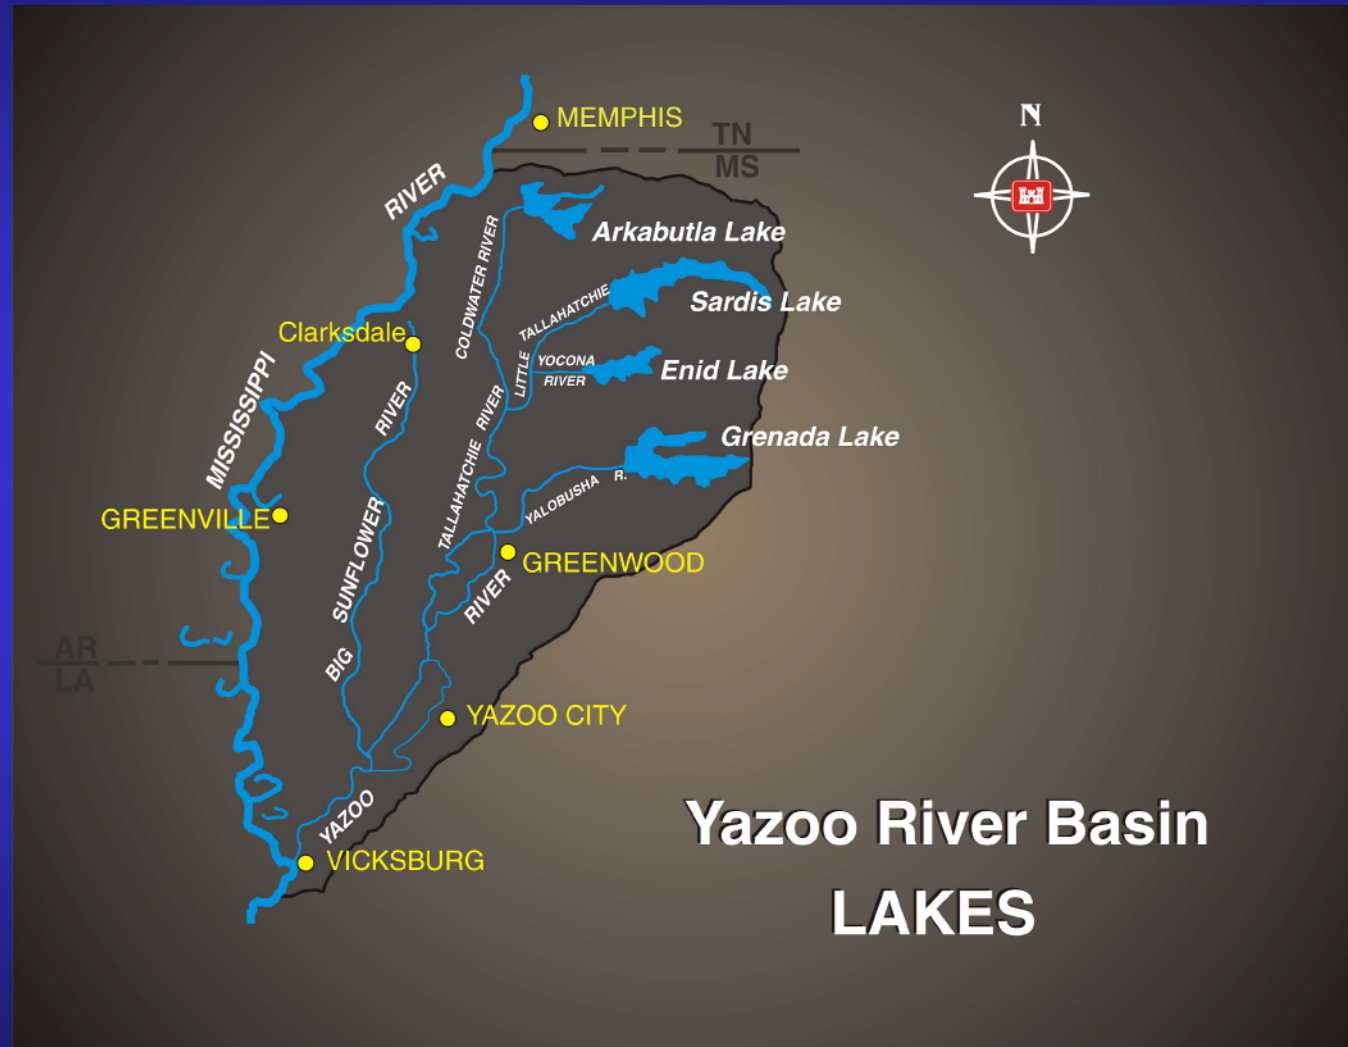 N
MEMPHIS
TN
MS
RIVER
Arkabutla Lake
COLDWATER RIVER
Sardis Lake
TALLAHATCHIE
LITTLE
Clarksdale
YOCONA
RIVER
Enid Lake
MISSISSIPPI
RIVER
Grenada Lake
TALLAHATCHIE RIVER
YALOBUSHA R.
GREENVILLE
GREENWOOD
RIVER
BIG SUNFLOWER
AR
LA
YAZOO CITY
YAZOO
VICKSBURG
Yazoo River Basin
LAKES